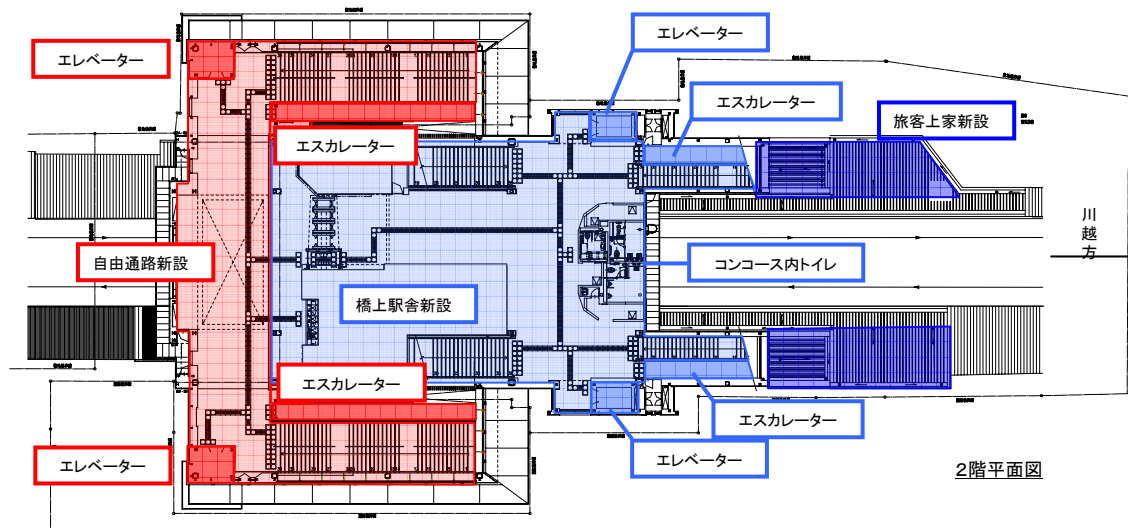 エレベーター
エレベーター
エスカレーター
旅客上家新設
エスカレーター
川越方
自由通路新設
コンコース内トイレ
橋上駅舎新設
エスカレーター
エスカレーター
エレベーター
エレベーター
2階平面図